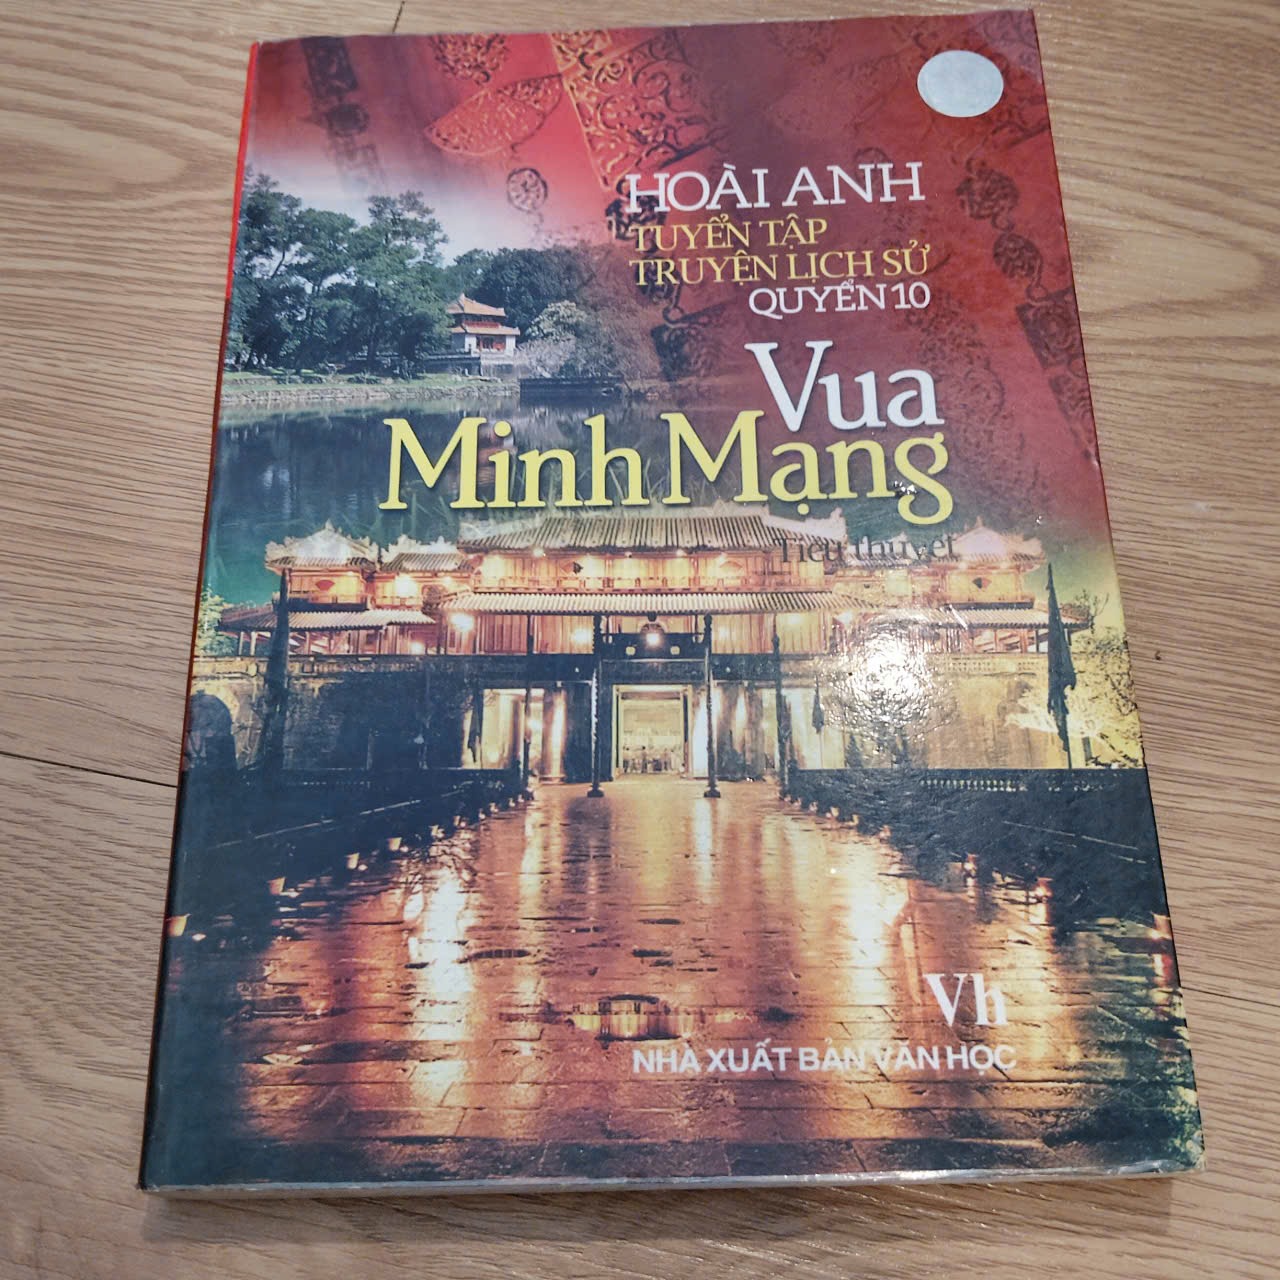 HOÀI ANH
TUYỂN TẬP
TRUYỆN LỊCH SỬ
QUYỂN 10
Vua
Minh Mạng
Tiểu thuyết
Vh
NHÀ XUẤT BẢN VĂN HỌC